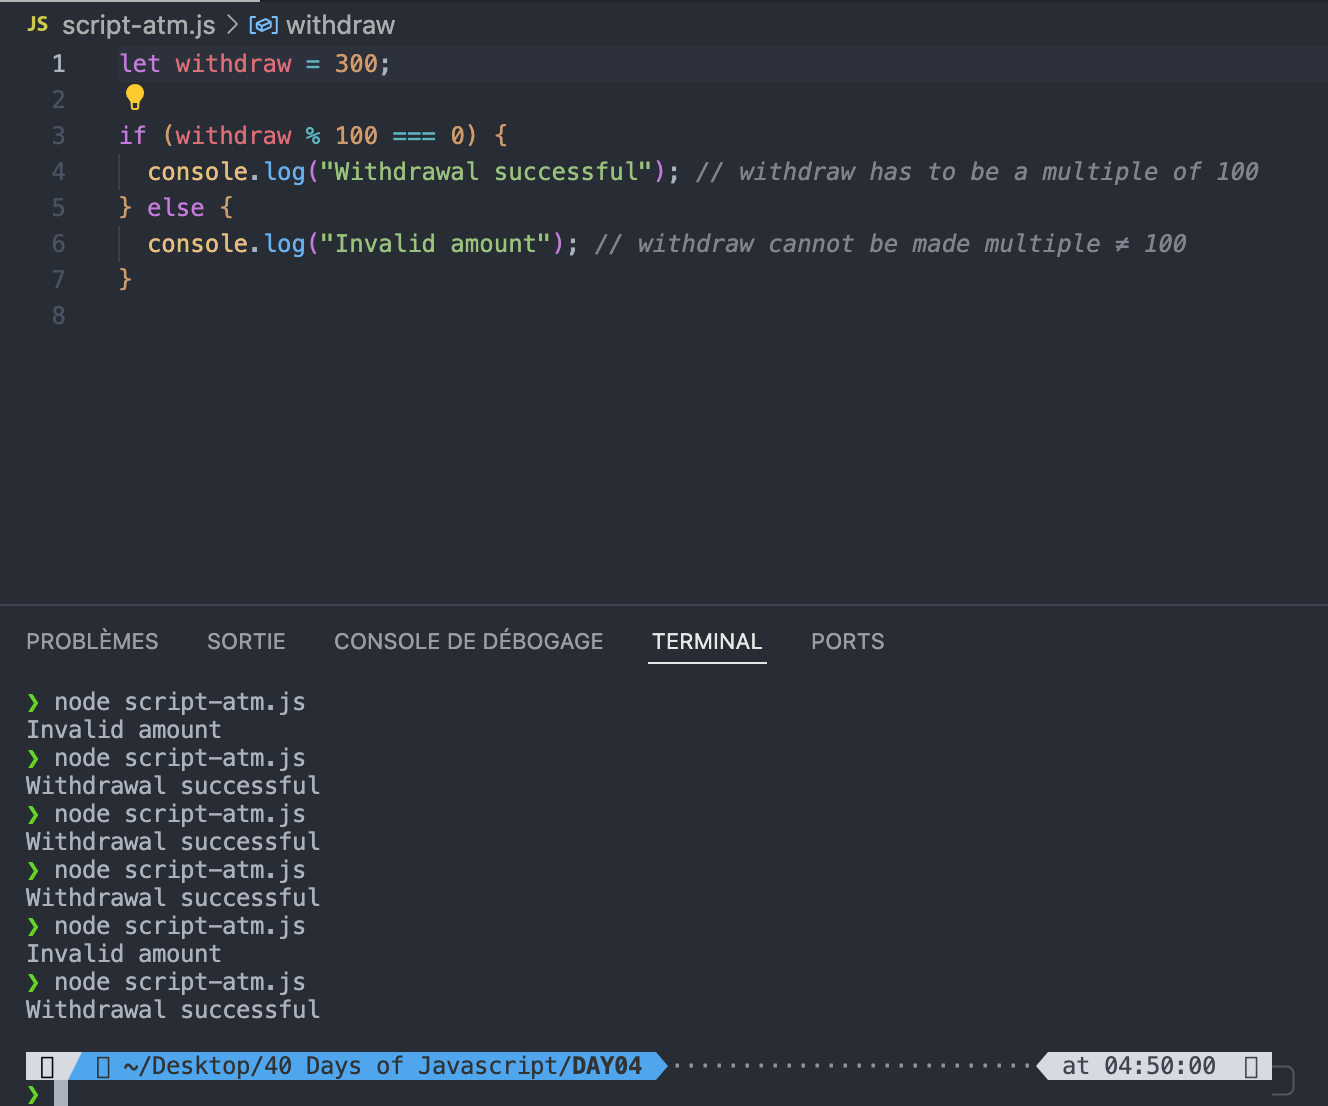 JS script-atm.js > withdraw
1 let withdraw = 300;
2
3 if (withdraw % 100 === 0) {
4 console.log("Withdrawal successful"); // withdraw has to be a multiple of 100
5 } else {
6 console.log("Invalid amount"); // withdraw cannot be made multiple ≠ 100
7 }
8
PROBLÈMES SORTIE CONSOLE DE DÉBOGAGE TERMINAL PORTS
❯ node script-atm.js
Invalid amount
❯ node script-atm.js
Withdrawal successful
❯ node script-atm.js
Withdrawal successful
❯ node script-atm.js
Withdrawal successful
❯ node script-atm.js
Invalid amount
❯ node script-atm.js
Withdrawal successful
~/Desktop/40 Days of Javascript/DAY04 at 04:50:00
❯